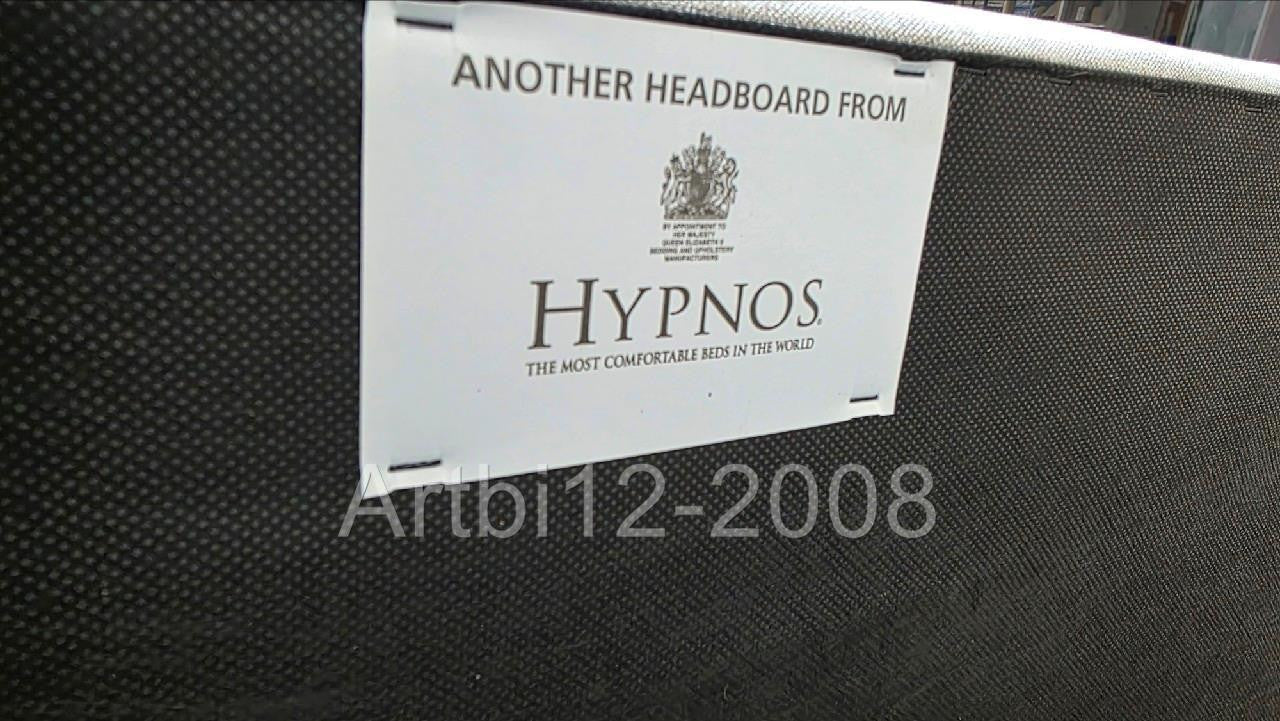 ANOTHER HEADBOARD FROM
BY APPOINTMENT TO
HER MAJESTY
QUEEN ELIZABETH II
BEDDING AND UPHOLSTERY
MANUFACTURERS
HYPNOS®
THE MOST COMFORTABLE BEDS IN THE WORLD
Artbi12-2008